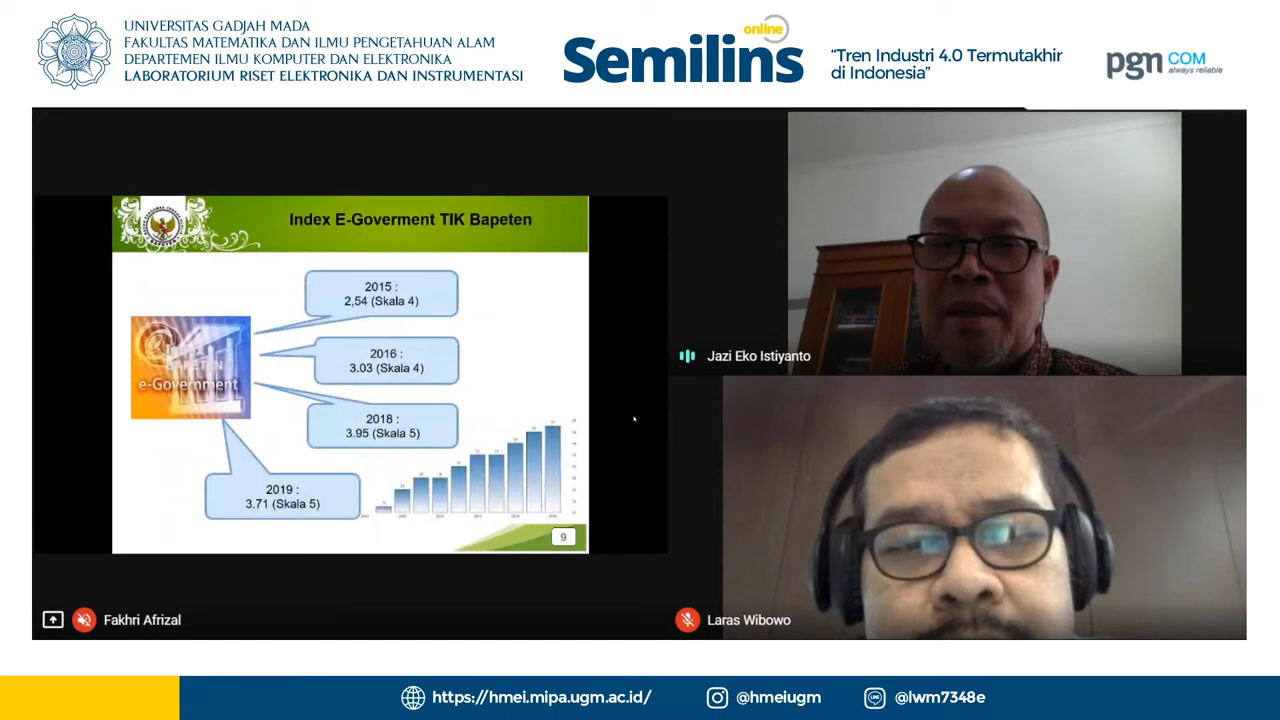 UNIVERSITAS GADJAH MADA
FAKULTAS MATEMATIKA DAN ILMU PENGETAHUAN ALAM
DEPARTEMEN ILMU KOMPUTER DAN ELEKTRONIKA
LABORATORIUM RISET ELEKTRONIKA DAN INSTRUMENTASI
online
Semilins
“Tren Industri 4.0 Termutakhir
di Indonesia”
pgn COM
always reliable
Index E-Goverment TIK Bapeten
2015 :
2,54 (Skala 4)
2016 :
3.03 (Skala 4)
2018 :
3.95 (Skala 5)
2019 :
3.71 (Skala 5)
Index
BAPETEN
e-Government
9
Jazi Eko Istiyanto
Fakhri Afrizal
Laras Wibowo
https://hmei.mipa.ugm.ac.id/
@hmeiugm
@lwm7348e